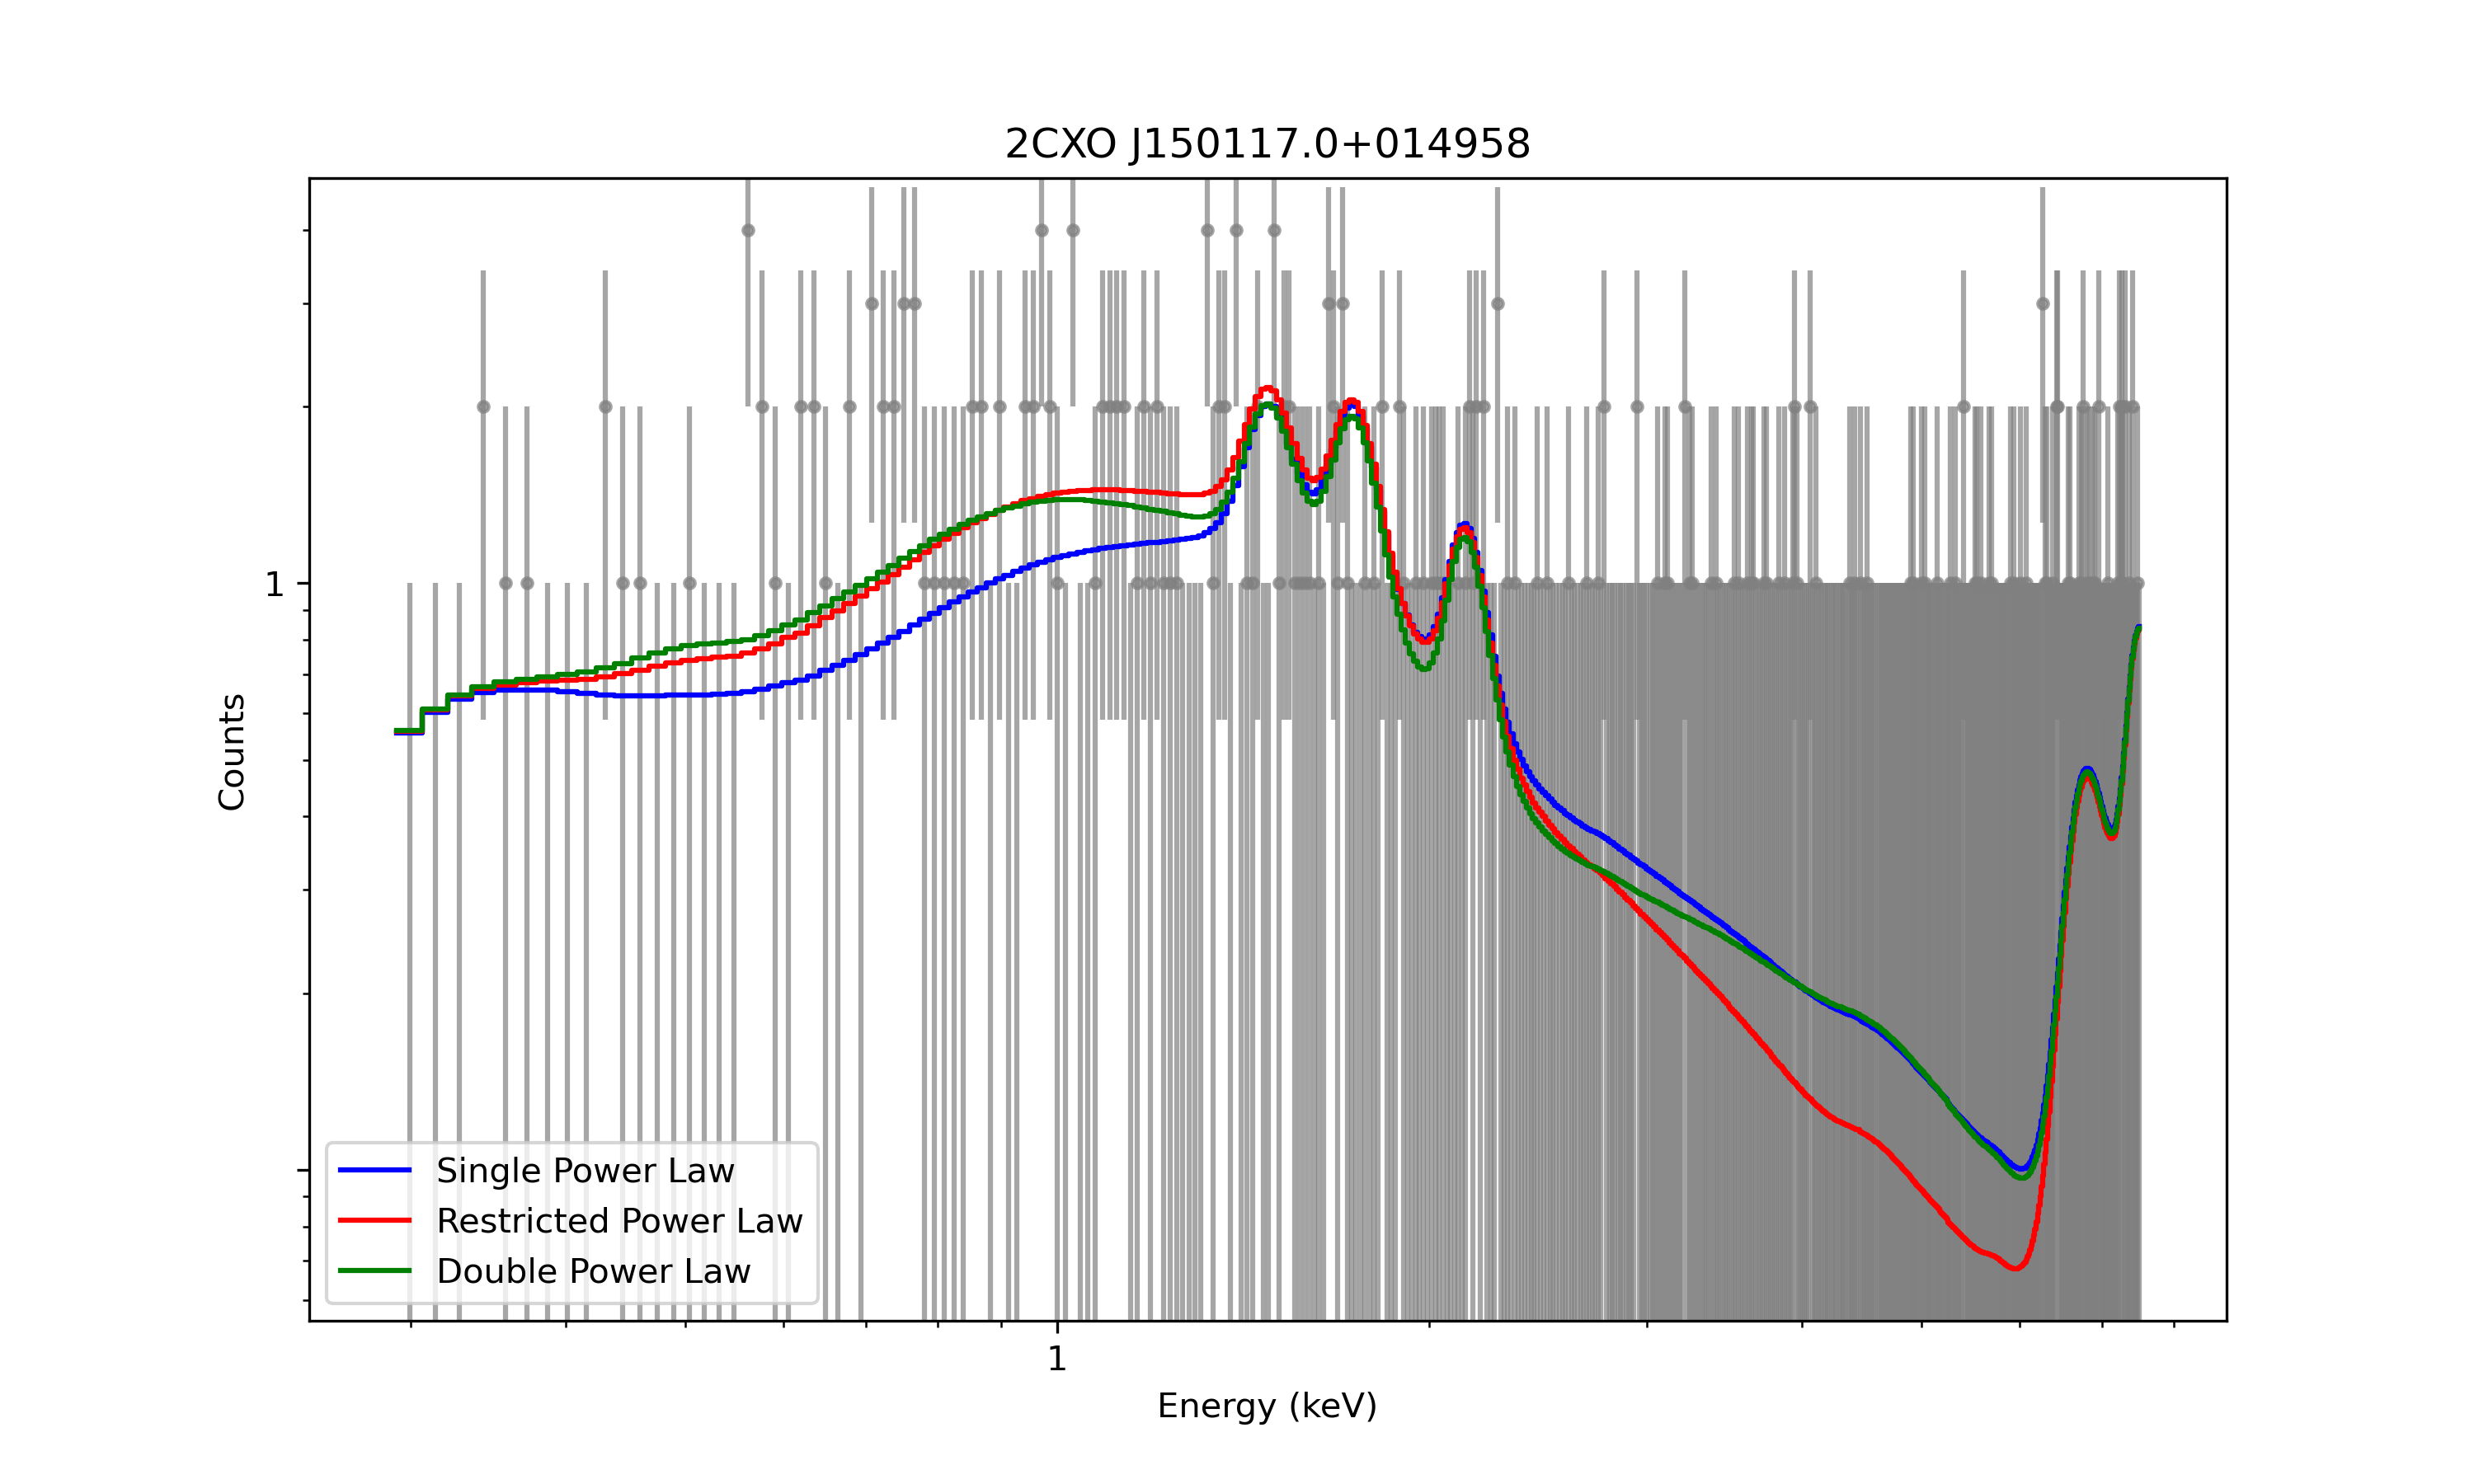 2CXO J150117.0+014958
Counts
1
Single Power Law
Restricted Power Law
Double Power Law
1
Energy (keV)